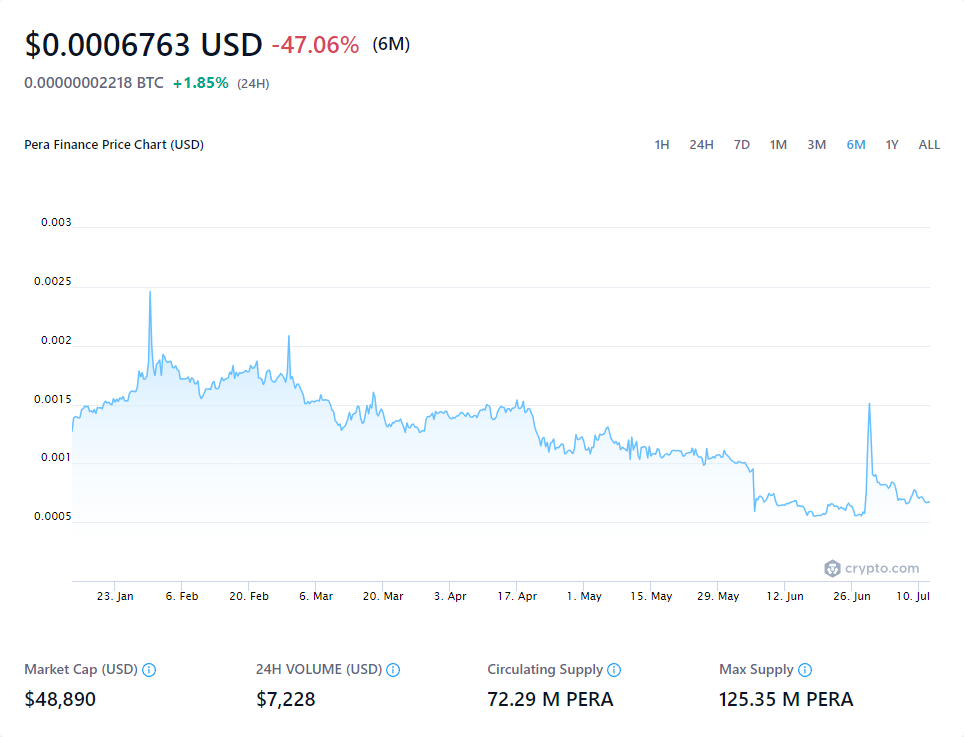 $0.0006763 USD -47.06% (6M)
0.00000002218 BTC +1.85% (24H)
Pera Finance Price Chart (USD) 1H 24H 7D 1M 3M 6M 1Y ALL
0.003
0.0025
0.002
0.0015
0.001
0.0005
crypto.com
23. Jan 6. Feb 20. Feb 6. Mar 20. Mar 3. Apr 17. Apr 1. May 15. May 29. May 12. Jun 26. Jun 10. Jul
Market Cap (USD) 24H VOLUME (USD) Circulating Supply Max Supply
$48,890 $7,228 72.29 M PERA 125.35 M PERA